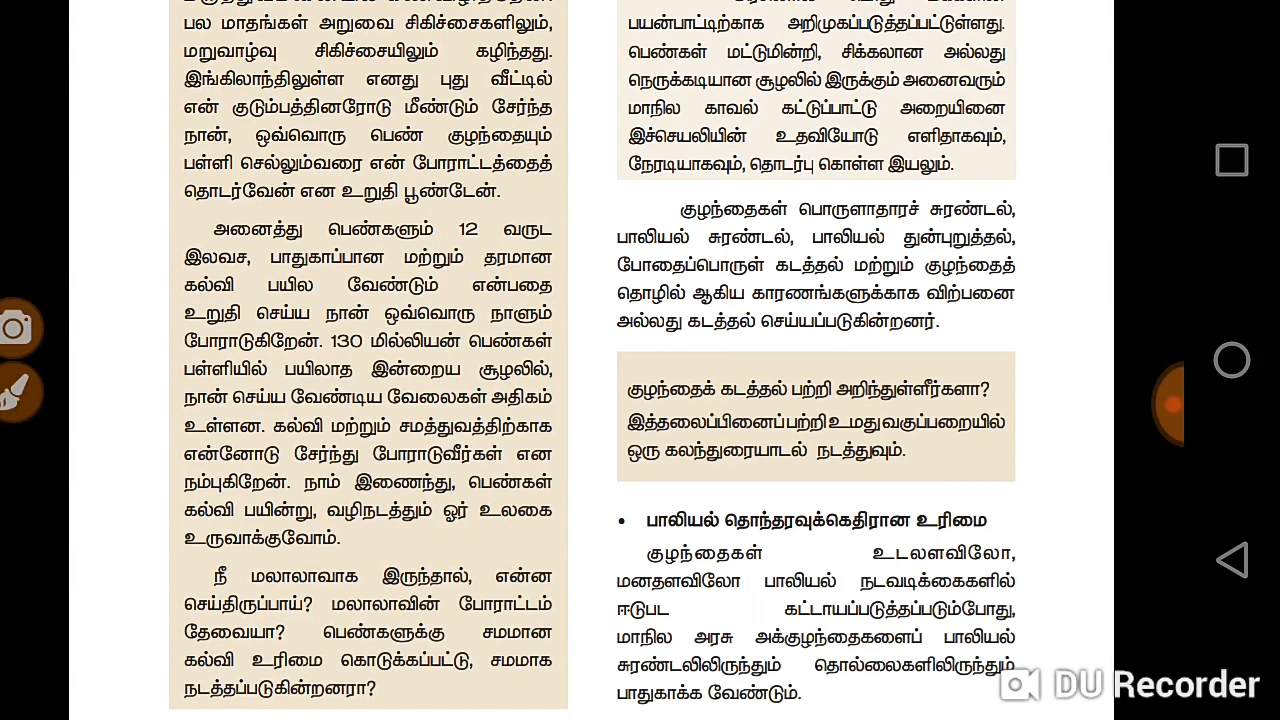 பல மாதங்கள் அறுவை சிகிச்சைகளிலும்,
மறுவாழ்வு சிகிச்சையிலும் கழிந்தது.
இங்கிலாந்திலுள்ள எனது புது வீட்டில்
என் குடும்பத்தினரோடு மீண்டும் சேர்ந்த
நான், ஒவ்வொரு பெண் குழந்தையும்
பள்ளி செல்லும்வரை என் போராட்டத்தைத்
தொடர்வேன் என உறுதி பூண்டேன்.
அனைத்து பெண்களும் 12 வருட
இலவச, பாதுகாப்பான மற்றும் தரமான
கல்வி பயில வேண்டும் என்பதை
உறுதி செய்ய நான் ஒவ்வொரு நாளும்
போராடுகிறேன். 130 மில்லியன் பெண்கள்
பள்ளியில் பயிலாத இன்றைய சூழலில்,
நான் செய்ய வேண்டிய வேலைகள் அதிகம்
உள்ளன. கல்வி மற்றும் சமத்துவத்திற்காக
என்னோடு சேர்ந்து போராடுவீர்கள் என
நம்புகிறேன். நாம் இணைந்து, பெண்கள்
கல்வி பயின்று, வழிநடத்தும் ஓர் உலகை
உருவாக்குவோம்.
நீ மலாலாவாக இருந்தால், என்ன
செய்திருப்பாய்? மலாலாவின் போராட்டம்
தேவையா? பெண்களுக்கு சமமான
கல்வி உரிமை கொடுக்கப்பட்டு, சமமாக
நடத்தப்படுகின்றனரா?
பயன்பாட்டிற்காக அறிமுகப்படுத்தப்பட்டுள்ளது.
பெண்கள் மட்டுமின்றி, சிக்கலான அல்லது
நெருக்கடியான சூழலில் இருக்கும் அனைவரும்
மாநில காவல் கட்டுப்பாட்டு அறையினை
இச்செயலியின் உதவியோடு எளிதாகவும்,
நேரடியாகவும், தொடர்பு கொள்ள இயலும்.
குழந்தைகள் பொருளாதாரச் சுரண்டல்,
பாலியல் சுரண்டல், பாலியல் துன்புறுத்தல்,
போதைப்பொருள் கடத்தல் மற்றும் குழந்தைத்
தொழில் ஆகிய காரணங்களுக்காக விற்பனை
அல்லது கடத்தல் செய்யப்படுகின்றனர்.
குழந்தைக் கடத்தல் பற்றி அறிந்துள்ளீர்களா?
இத்தலைப்பினைப் பற்றி உமது வகுப்பறையில்
ஒரு கலந்துரையாடல் நடத்துவும்.
• பாலியல் தொந்தரவுக்கெதிரான உரிமை
குழந்தைகள் உடலளவிலோ,
மனதளவிலோ பாலியல் நடவடிக்கைகளில்
ஈடுபட கட்டாயப்படுத்தப்படும்போது,
மாநில அரசு அக்குழந்தைகளைப் பாலியல்
சுரண்டலிலிருந்தும் தொல்லைகளிலிருந்தும்
பாதுகாக்க வேண்டும்.
DU Recorder